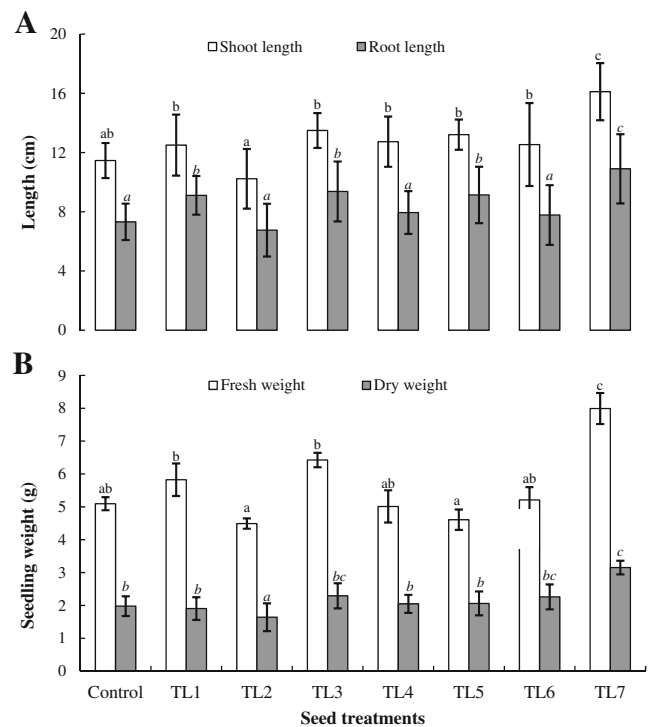 A
20
Shoot length Root length
16
12
8
4
0
Length (cm)
ab a b b a a b b b a b b b a c c
B
9
Fresh weight Dry weight
8
7
6
5
4
3
2
1
0
Seedling weight (g)
ab b b b a a b bc ab b a b ab bc c c
Control TL1 TL2 TL3 TL4 TL5 TL6 TL7
Seed treatments